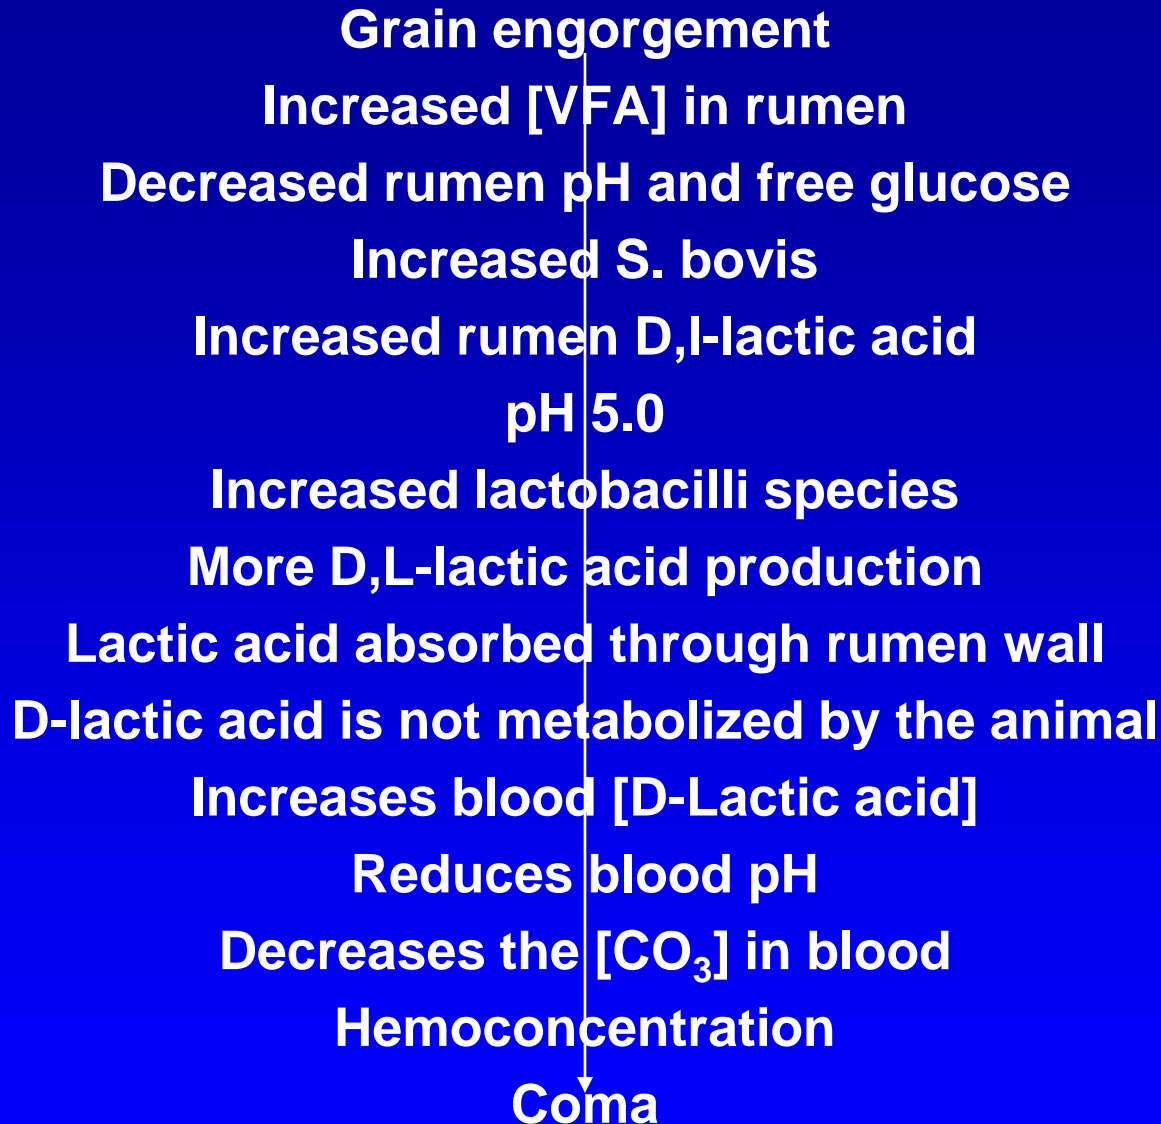 Grain engorgement
Increased [VFA] in rumen
Decreased rumen pH and free glucose
Increased S. bovis
Increased rumen D,l-lactic acid
pH 5.0
Increased lactobacilli species
More D,L-lactic acid production
Lactic acid absorbed through rumen wall
D-lactic acid is not metabolized by the animal
Increases blood [D-Lactic acid]
Reduces blood pH
Decreases the [CO₃] in blood
Hemoconcentration
Coma